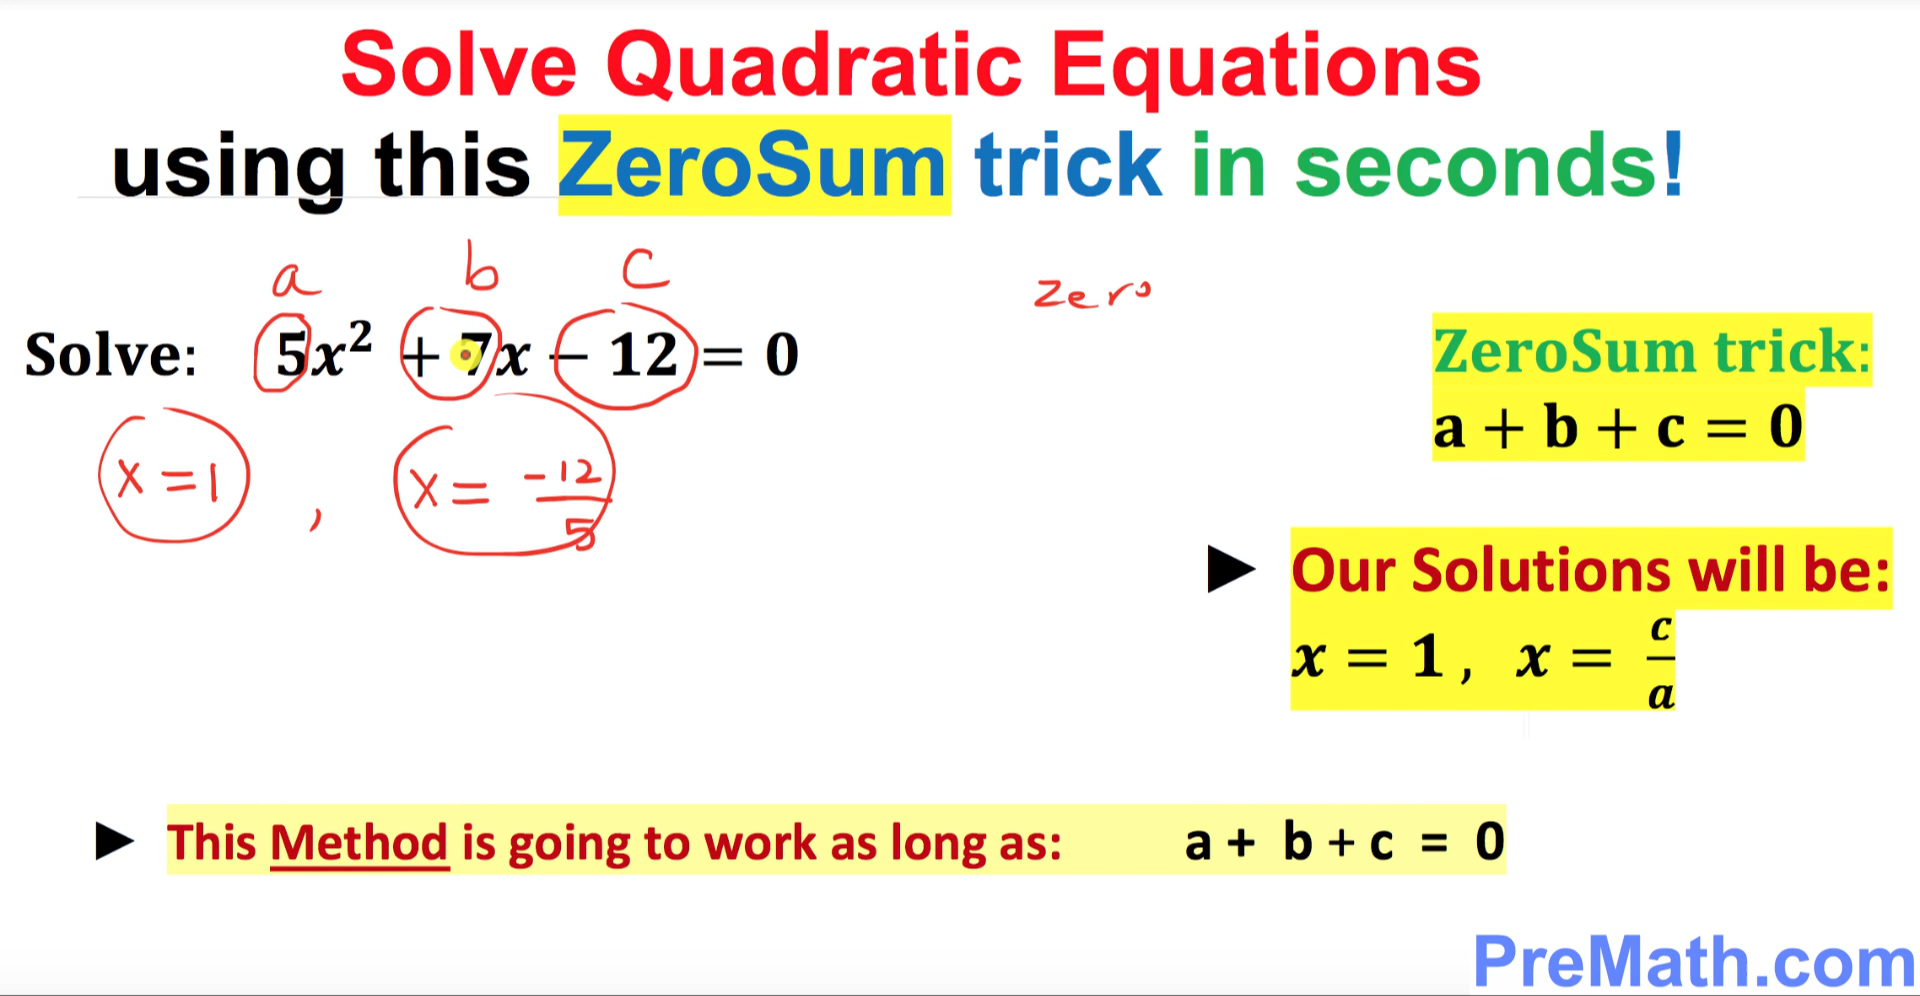 Solve Quadratic Equations
using this ZeroSum trick in seconds!
a b c
zero
Solve: 5x² + 7x − 12 = 0
ZeroSum trick:
a + b + c = 0
x = 1 , x = -12/5
► Our Solutions will be:
x = 1 , x = c/a
► This Method is going to work as long as: a + b + c = 0
PreMath.com